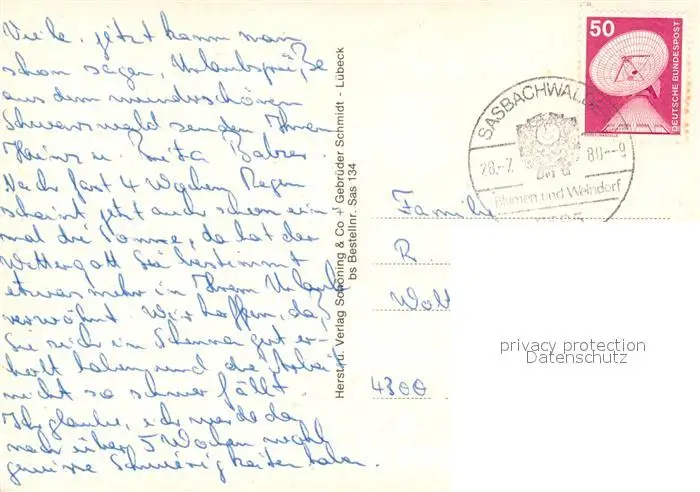 Viele, jetzt kann man
schon sagen, Urlaubsgrüße
aus dem wunderschönen
Schwarzwald senden Ihnen
Heinz u. Rita
Nach fast 4 Wochen Regen
scheint jetzt auch schon ein
mal die Sonne, da hat der
Wettergott Sie bestimmt
etwas mehr in Ihrem Urlaub
verwöhnt. Wir hoffen, daß
Sie sich im gut er
holt haben und die Arbeit
nicht so schwer fällt.
Ich glaube, ich werde da
nach über 5 Wochen wohl
gewisse Schwierigkeiten haben.
Herst. u. Verlag Schöning & Co + Gebrüder Schmidt - Lübeck
bs Bestellnr. Sas 134
50
DEUTSCHE BUNDESPOST
SASBACHWALD
28.-7. 80--9
Blumen und Weindorf
Familie
R
4300
privacy protection
Datenschutz